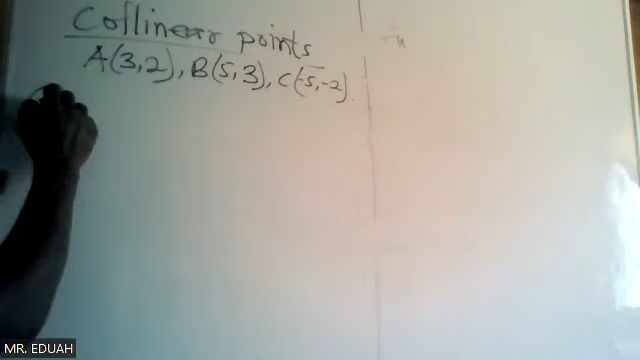 Collinear points
A(3,2), B(5,3), C(-5,-2).
MR. EDUAH